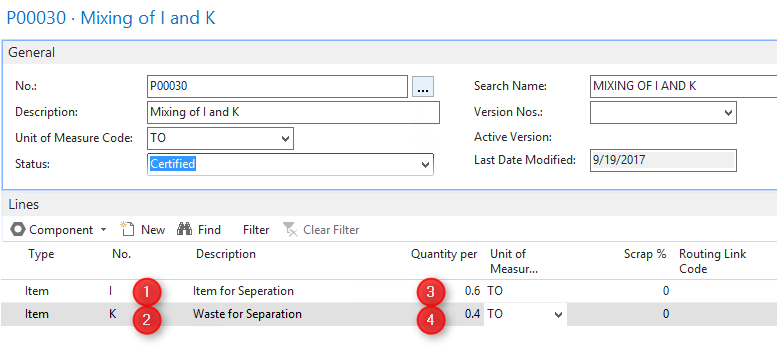 P00030 · Mixing of I and K
General
No.: P00030 ... Search Name: MIXING OF I AND K
Description: Mixing of I and K Version Nos.:
Unit of Measure Code: TO Active Version:
Status: Certified Last Date Modified: 9/19/2017
Lines
Component New Find Filter Clear Filter
Type No. Description Quantity per Unit of Measur... Scrap % Routing Link Code
Item I 1 Item for Seperation 3 0.6 TO 0
Item K 2 Waste for Separation 4 0.4 TO 0